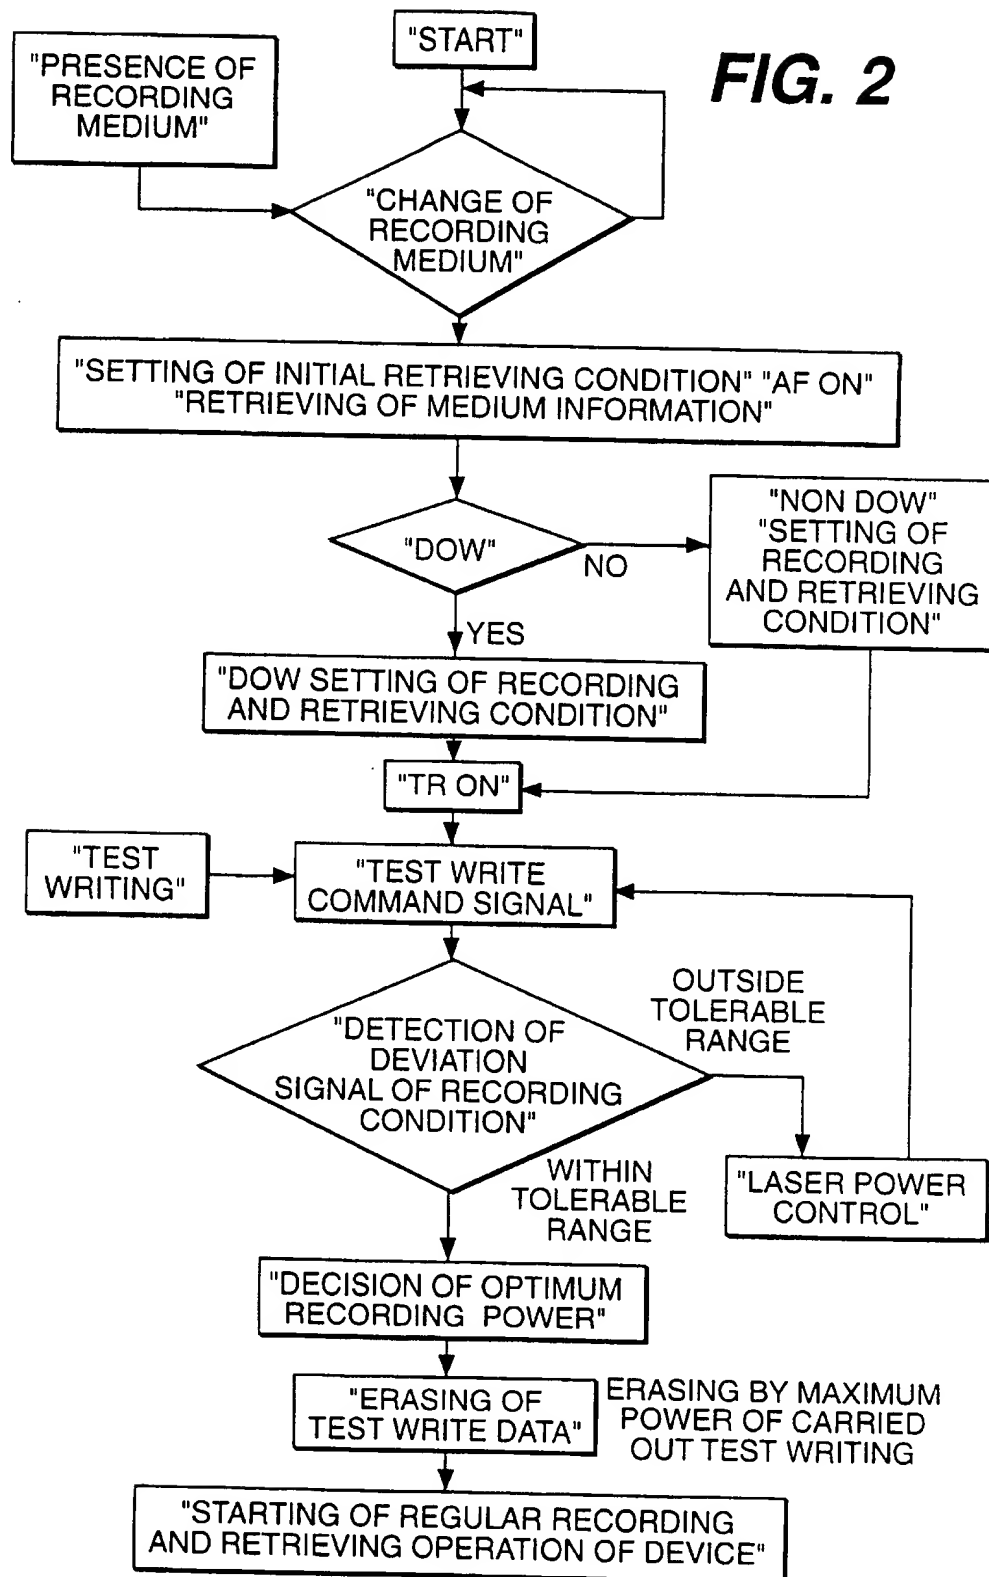 "START"
FIG. 2
"PRESENCE OF
RECORDING
MEDIUM"
"CHANGE OF
RECORDING
MEDIUM"
"SETTING OF INITIAL RETRIEVING CONDITION" "AF ON"
"RETRIEVING OF MEDIUM INFORMATION"
"DOW"
NO
"NON DOW"
"SETTING OF
RECORDING
AND RETRIEVING
CONDITION"
YES
"DOW SETTING OF RECORDING
AND RETRIEVING CONDITION"
"TR ON"
"TEST
WRITING"
"TEST WRITE
COMMAND SIGNAL"
"DETECTION OF
DEVIATION
SIGNAL OF RECORDING
CONDITION"
OUTSIDE
TOLERABLE
RANGE
"LASER POWER
CONTROL"
WITHIN
TOLERABLE
RANGE
"DECISION OF OPTIMUM
RECORDING POWER"
"ERASING OF
TEST WRITE DATA"
ERASING BY MAXIMUM
POWER OF CARRIED
OUT TEST WRITING
"STARTING OF REGULAR RECORDING
AND RETRIEVING OPERATION OF DEVICE"